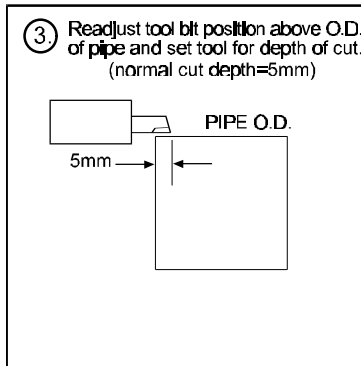 3. Readjust tool bit position above O.D.
of pipe and set tool for depth of cut.
(normal cut depth=5mm)
PIPE O.D.
5mm